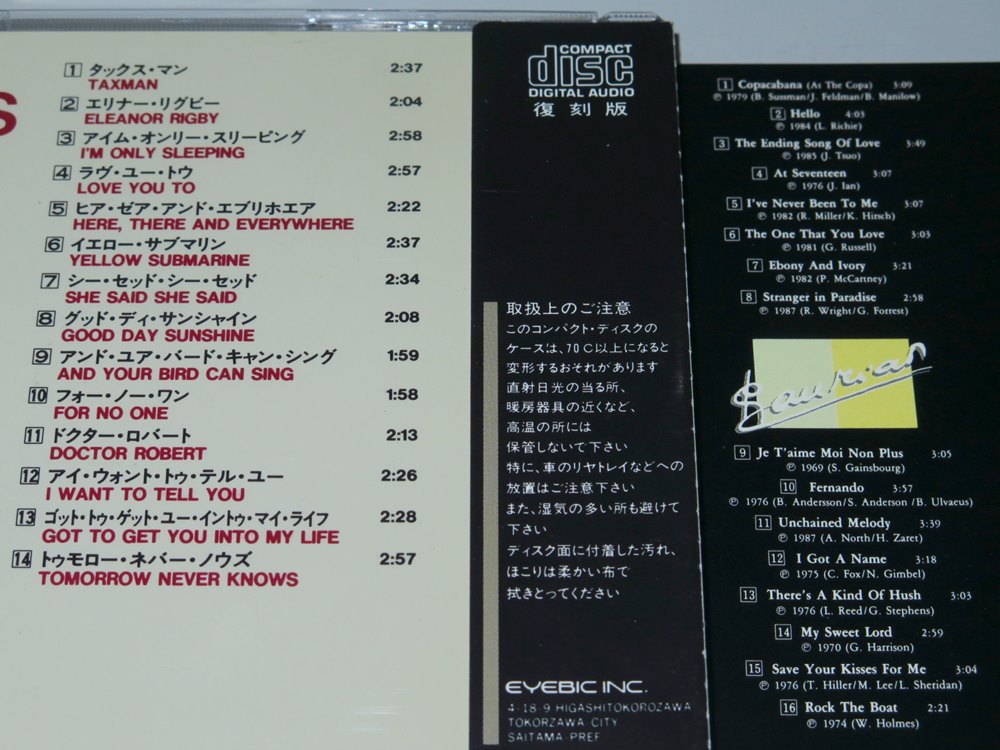 S
1 タックス・マン 2:37
TAXMAN
2 エリナー・リグビー 2:04
ELEANOR RIGBY
3 アイム・オンリー・スリーピング 2:58
I'M ONLY SLEEPING
4 ラヴ・ユー・トウ 2:57
LOVE YOU TO
5 ヒア・ゼア・アンド・エブリホエア 2:22
HERE, THERE AND EVERYWHERE
6 イエロー・サブマリン 2:37
YELLOW SUBMARINE
7 シー・セッド・シー・セッド 2:34
SHE SAID SHE SAID
8 グッド・ディ・サンシャイン 2:08
GOOD DAY SUNSHINE
9 アンド・ユア・バード・キャン・シング 1:59
AND YOUR BIRD CAN SING
10 フォー・ノー・ワン 1:58
FOR NO ONE
11 ドクター・ロバート 2:13
DOCTOR ROBERT
12 アイ・ウォント・トゥ・テル・ユー 2:26
I WANT TO TELL YOU
13 ゴット・トゥ・ゲット・ユー・イントゥ・マイ・ライフ 2:28
GOT TO GET YOU INTO MY LIFE
14 トゥモロー・ネバー・ノウズ 2:57
TOMORROW NEVER KNOWS
COMPACT
disc
DIGITAL AUDIO
復刻版
取扱上のご注意
このコンパクト・ディスクの
ケースは、70C以上になると
変形するおそれがあります
直射日光の当る所、
暖房器具の近くなど、
高温の所には
保管しないで下さい
特に、車のリヤトレイなどへの
放置はご注意下さい
また、湿気の多い所も避けて
下さい
ディスク面に付着した汚れ、
ほこりは柔かい布で
拭きとってください
EYEBIC INC.
4-18-9 HIGASHITOKOROZAWA
TOKORZAWA-CITY
SAITAMA-PREF
1 Copacabana (At The Copa) 3:09
℗ 1979 (B. Sussman/J. Feldman/B. Manilow)
2 Hello 4:03
℗ 1984 (L. Richie)
3 The Ending Song Of Love 3:49
℗ 1985 (J. Tsuo)
4 At Seventeen 3:07
℗ 1976 (J. Ian)
5 I've Never Been To Me 3:07
℗ 1982 (R. Miller/K. Hirsch)
6 The One That You Love 3:03
℗ 1981 (G. Russell)
7 Ebony And Ivory 3:21
℗ 1982 (P. McCartney)
8 Stranger in Paradise 2:58
℗ 1987 (R. Wright/G. Forrest)
9 Je T'aime Moi Non Plus 3:05
℗ 1969 (S. Gainsbourg)
10 Fernando 3:57
℗ 1976 (B. Andersson/S. Anderson /B. Ulvaeus)
11 Unchained Melody 3:39
℗ 1987 (A. North/H. Zaret)
12 I Got A Name 3:18
℗ 1975 (C. Fox/N. Gimbel)
13 There's A Kind Of Hush 3:03
℗ 1976 (L. Reed/G. Stephens)
14 My Sweet Lord 2:59
℗ 1970 (G. Harrison)
15 Save Your Kisses For Me 3:04
℗ 1976 (T. Hiller/M. Lee/L. Sheridan)
16 Rock The Boat 2:21
℗ 1974 (W. Holmes)